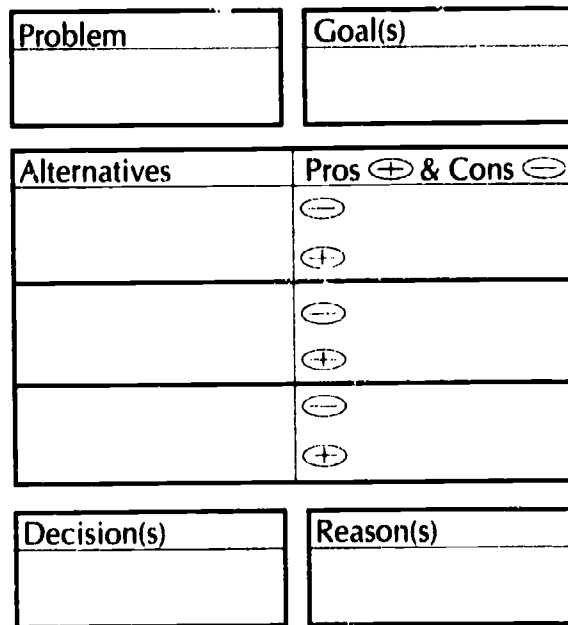 Problem
Goal(s)
Alternatives
Pros ⊕ & Cons ⊖
⊖
⊕
⊖
⊕
⊖
⊕
Decision(s)
Reason(s)